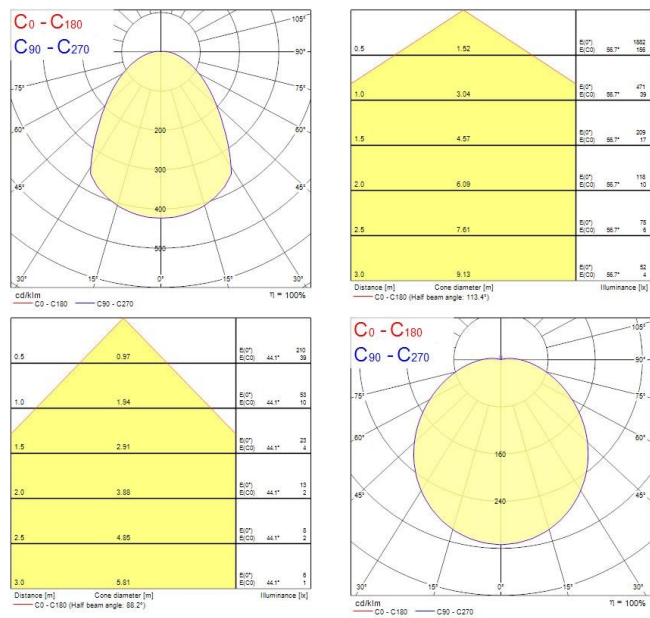 C0 - C180
C90 - C270
105°
90°
75°
60°
45°
30°
15°
0°
15°
30°
45°
60°
75°
200
300
400
500
cd/klm
η = 100%
C0 - C180
C90 - C270
0.5 1.52 E(0°) 1882
E(C0) 56.7° 156
1.0 3.04 E(0°) 471
E(C0) 56.7° 39
1.5 4.57 E(0°) 209
E(C0) 56.7° 17
2.0 6.09 E(0°) 118
E(C0) 56.7° 10
2.5 7.61 E(0°) 75
E(C0) 56.7° 6
3.0 9.13 E(0°) 52
E(C0) 56.7° 4
Distance [m] Cone diameter [m] Illuminance [lx]
C0 - C180 (Half beam angle: 113.4°)
0.5 0.97 E(0°) 210
E(C0) 44.1° 39
1.0 1.94 E(0°) 53
E(C0) 44.1° 10
1.5 2.91 E(0°) 23
E(C0) 44.1° 4
2.0 3.88 E(0°) 13
E(C0) 44.1° 2
2.5 4.85 E(0°) 8
E(C0) 44.1° 2
3.0 5.81 E(0°) 6
E(C0) 44.1° 1
Distance [m] Cone diameter [m] Illuminance [lx]
C0 - C180 (Half beam angle: 88.2°)
C0 - C180
C90 - C270
105°
90°
75°
60°
45°
30°
15°
0°
15°
30°
45°
60°
75°
160
240
cd/klm
η = 100%
C0 - C180
C90 - C270